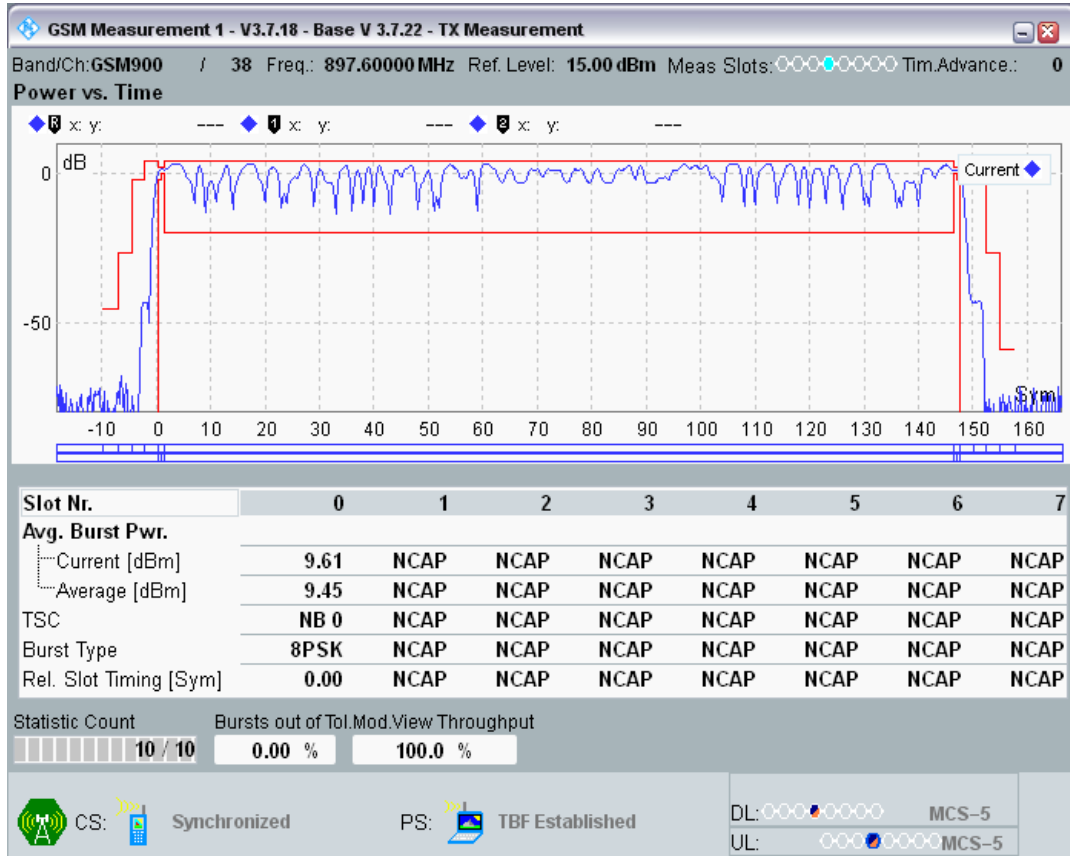 GSM Measurement 1 - V3.7.18 - Base V 3.7.22 - TX Measurement
Band/Ch:GSM900 / 38 Freq.: 897.60000 MHz Ref. Level: 15.00 dBm Meas Slots: Tim.Advance.: 0
Power vs. Time
R x: y: --- 1 x: y: --- 2 x: y: ---
dB
Current
0
-50
Sym
-10 0 10 20 30 40 50 60 70 80 90 100 110 120 130 140 150 160
Slot Nr. 0 1 2 3 4 5 6 7
Avg. Burst Pwr.
Current [dBm] 9.61 NCAP NCAP NCAP NCAP NCAP NCAP NCAP
Average [dBm] 9.45 NCAP NCAP NCAP NCAP NCAP NCAP NCAP
TSC NB 0 NCAP NCAP NCAP NCAP NCAP NCAP NCAP
Burst Type 8PSK NCAP NCAP NCAP NCAP NCAP NCAP NCAP
Rel. Slot Timing [Sym] 0.00 NCAP NCAP NCAP NCAP NCAP NCAP NCAP
Statistic Count Bursts out of Tol. Mod.View Throughput
10 / 10 0.00 % 100.0 %
CS: Synchronized PS: TBF Established DL: MCS-5
UL: MCS-5